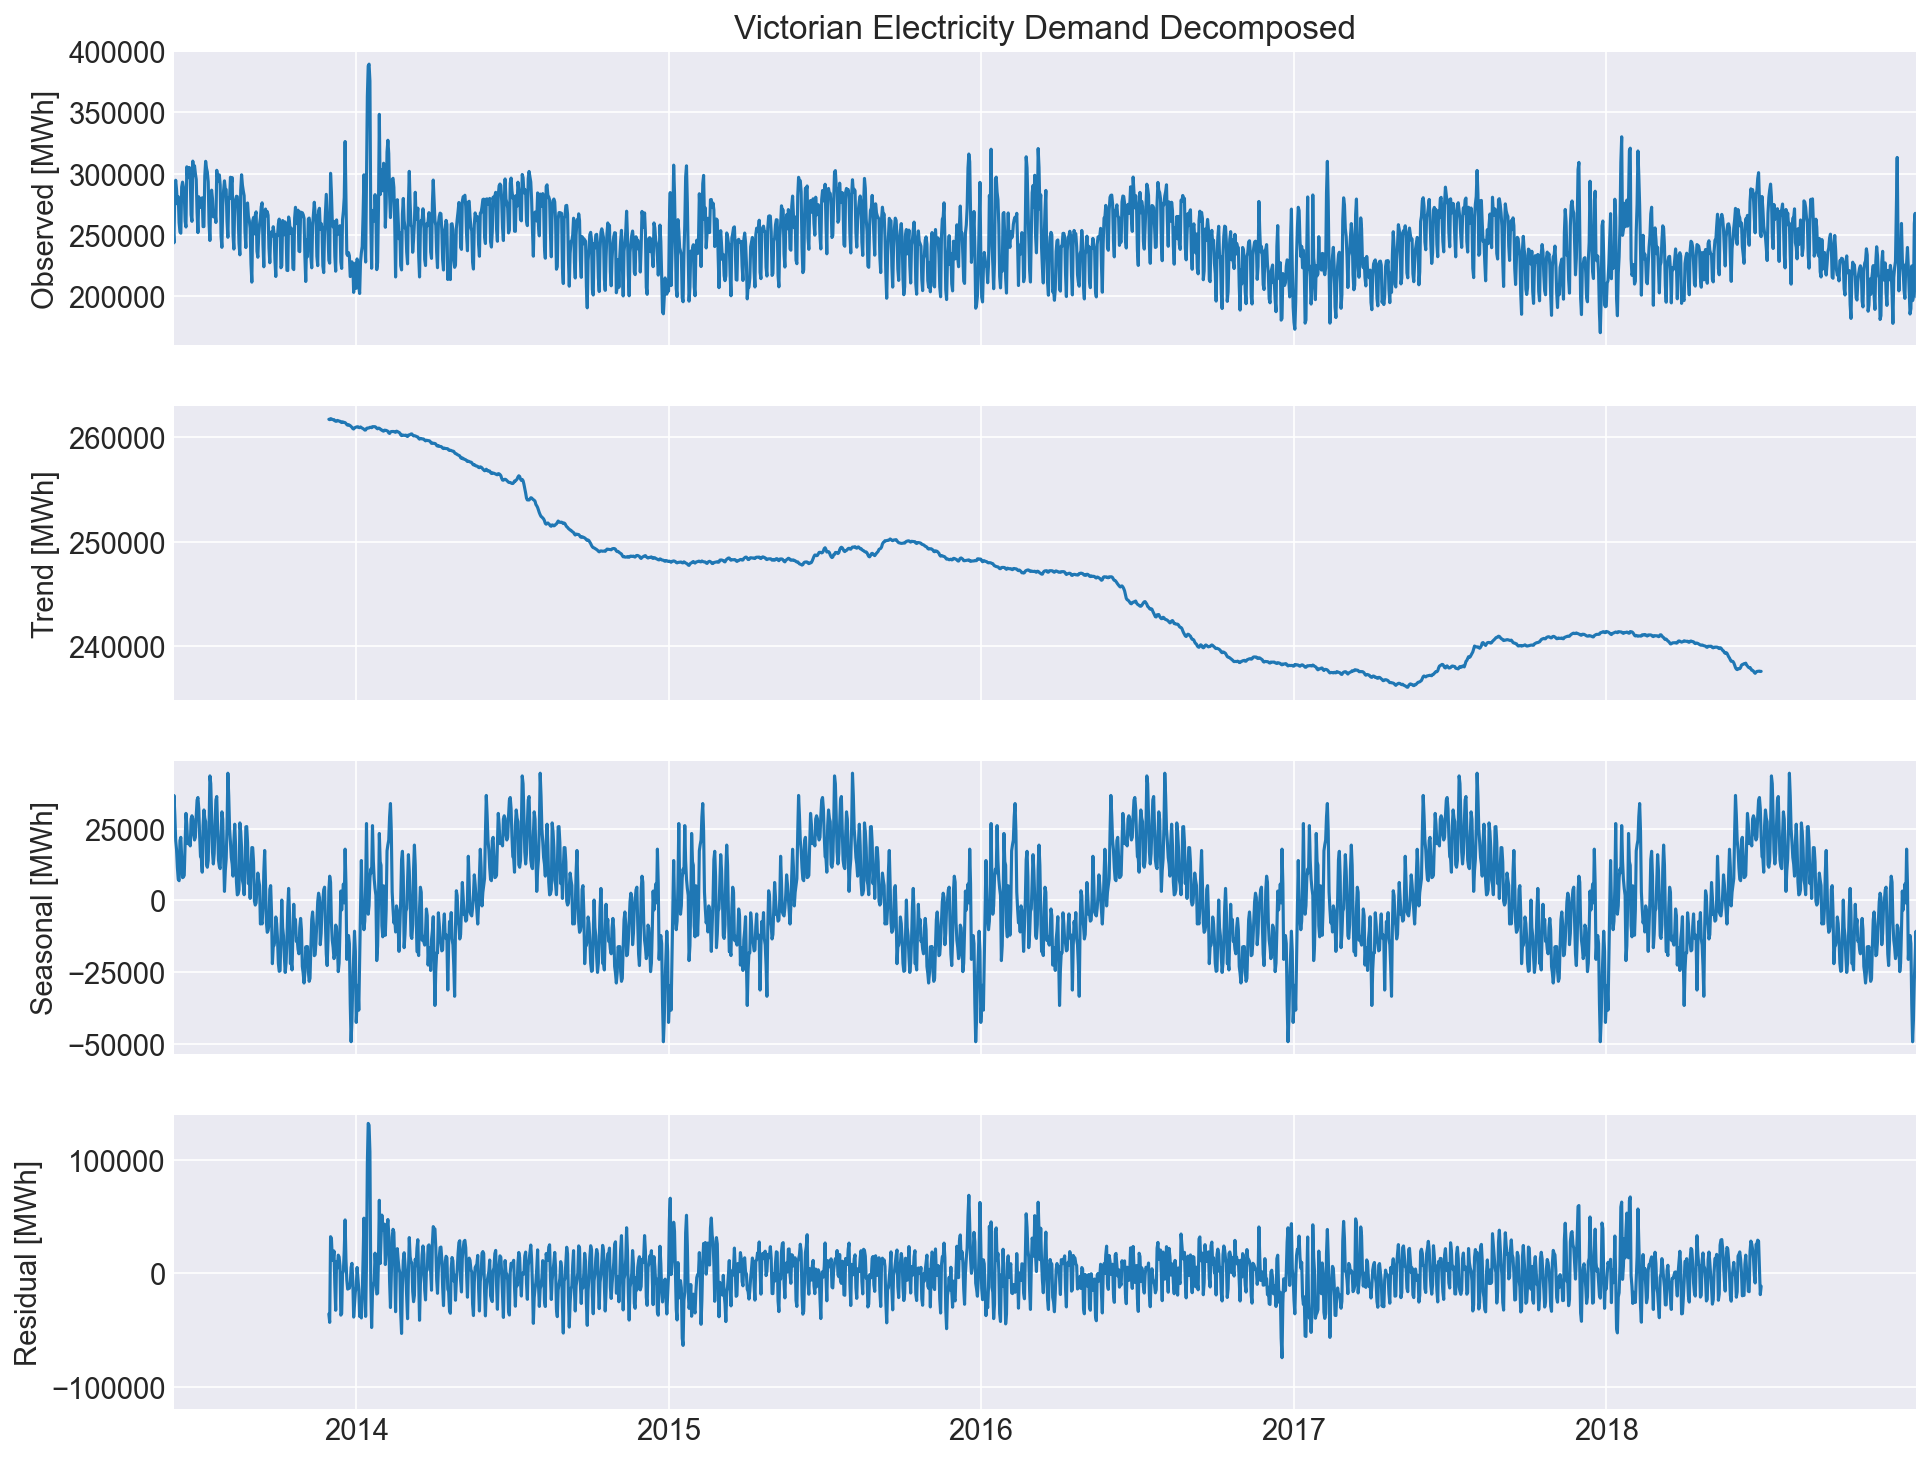 Victorian Electricity Demand Decomposed
Observed [MWh]
400000
350000
300000
250000
200000
Trend [MWh]
260000
250000
240000
Seasonal [MWh]
25000
0
−25000
−50000
Residual [MWh]
100000
0
−100000
2014 2015 2016 2017 2018